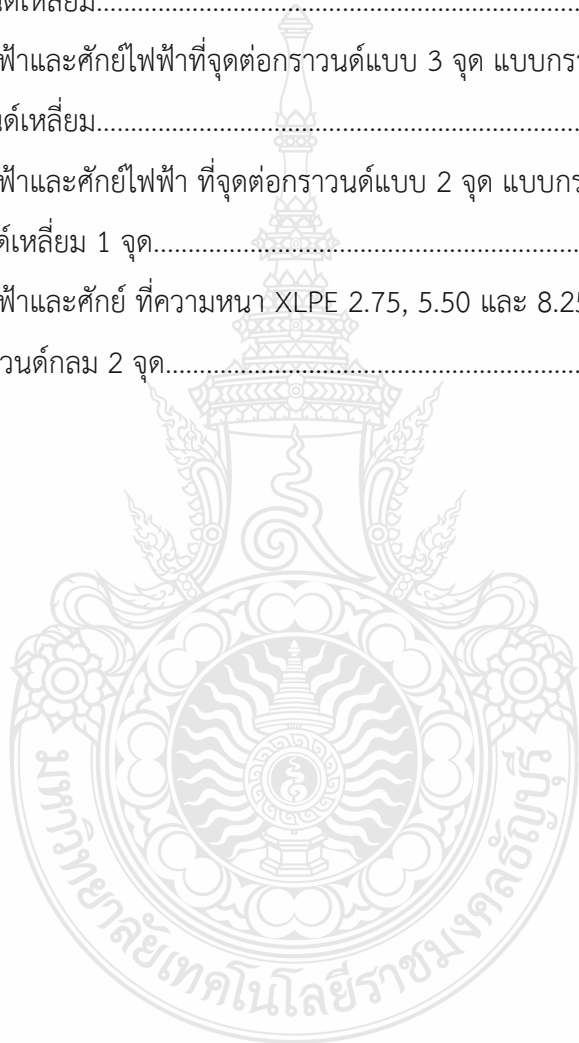 นด์เหลี่ยม...............................................................................
ฟ้าและศักย์ไฟฟ้าที่จุดต่อกราวนด์แบบ 3 จุด แบบกรา
นด์เหลี่ยม...............................................................................
ฟ้าและศักย์ไฟฟ้า ที่จุดต่อกราวนด์แบบ 2 จุด แบบกร
ด์เหลี่ยม 1 จุด.....................................................................
ฟ้าและศักย์ ที่ความหนา XLPE 2.75, 5.50 และ 8.25
วนด์กลม 2 จุด...................................................................
มหาวิทยาลัยเทคโนโลยีราชมงคลธัญบุรี